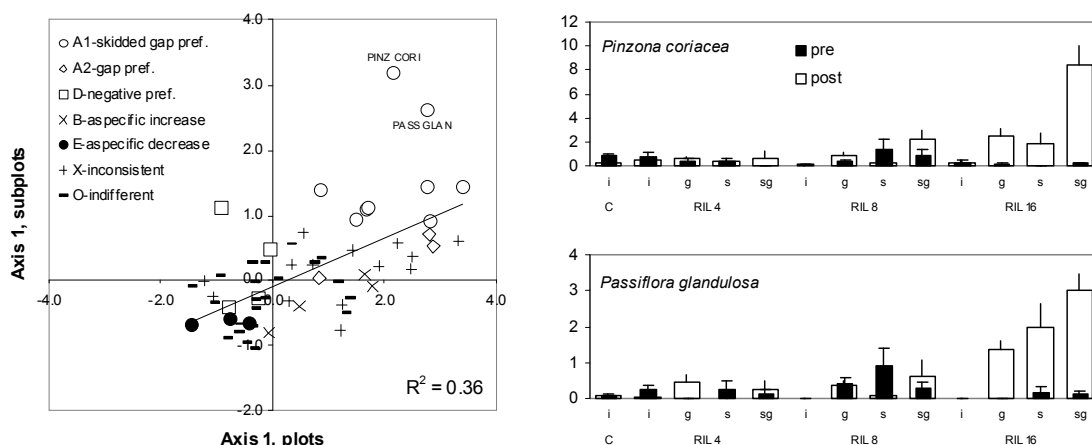 4.0
3.0
2.0
1.0
0.0
-1.0
-2.0
-4.0 -2.0 0.0 2.0 4.0
Axis 1, subplots
Axis 1, plots
A1-skidded gap pref.
A2-gap pref.
D-negative pref.
B-aspecific increase
E-aspecific decrease
X-inconsistent
O-indifferent
PINZ CORI
PASS GLAN
R² = 0.36
Pinzona coriacea
pre
post
12
10
8
6
4
2
0
i i g s sg i g s sg i g s sg
C RIL 4 RIL 8 RIL 16
Passiflora glandulosa
4
3
2
1
0
i i g s sg i g s sg i g s sg
C RIL 4 RIL 8 RIL 16